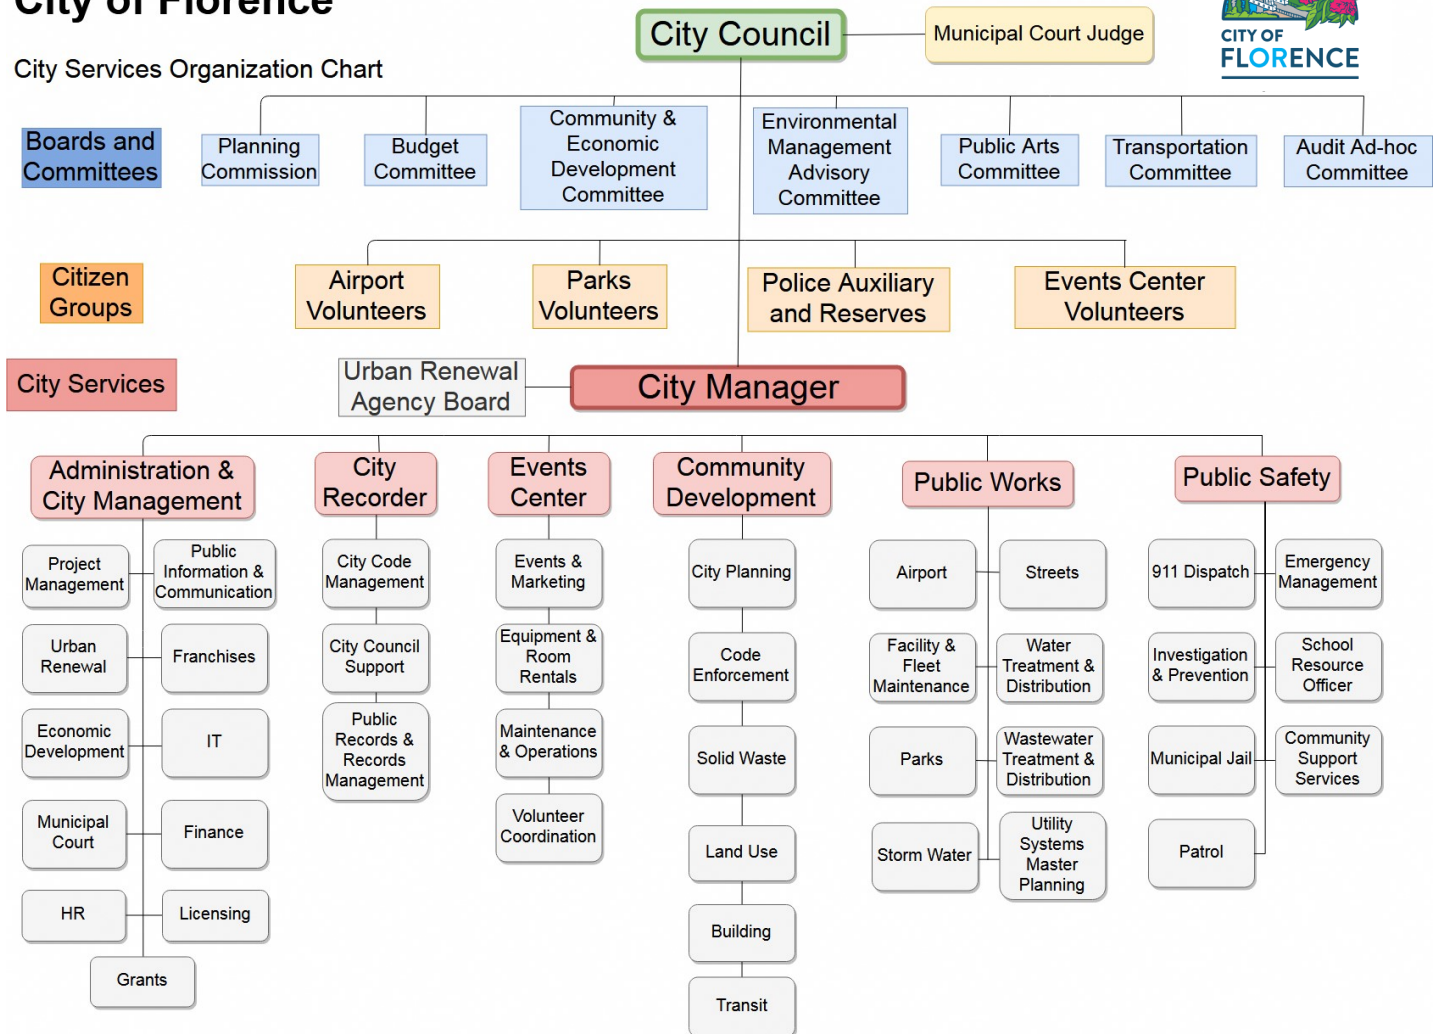 City of Florence
City Services Organization Chart
City Council
Municipal Court Judge
CITY OF
FLORENCE
Boards and
Committees
Planning
Commission
Budget
Committee
Community &
Economic
Development
Committee
Environmental
Management
Advisory
Committee
Public Arts
Committee
Transportation
Committee
Audit Ad-hoc
Committee
Citizen
Groups
Airport
Volunteers
Parks
Volunteers
Police Auxiliary
and Reserves
Events Center
Volunteers
City Services
Urban Renewal
Agency Board
City Manager
Administration &
City Management
Project
Management
Public
Information &
Communication
Urban
Renewal
Franchises
Economic
Development
IT
Municipal
Court
Finance
HR
Licensing
Grants
City
Recorder
City Code
Management
City Council
Support
Public
Records &
Records
Management
Events
Center
Events &
Marketing
Equipment &
Room
Rentals
Maintenance
& Operations
Volunteer
Coordination
Community
Development
City Planning
Code
Enforcement
Solid Waste
Land Use
Building
Transit
Public Works
Airport
Streets
Facility &
Fleet
Maintenance
Water
Treatment &
Distribution
Parks
Wastewater
Treatment &
Distribution
Storm Water
Utility
Systems
Master
Planning
Public Safety
911 Dispatch
Emergency
Management
Investigation
& Prevention
School
Resource
Officer
Municipal Jail
Community
Support
Services
Patrol